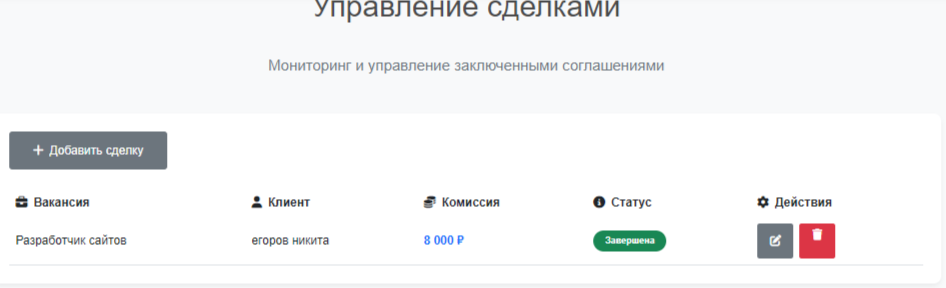 Управление сделками
Мониторинг и управление заключенными соглашениями
+ Добавить сделку
Вакансия Клиент Комиссия Статус Действия
Разработчик сайтов егоров никита 8 000 ₽ Завершена